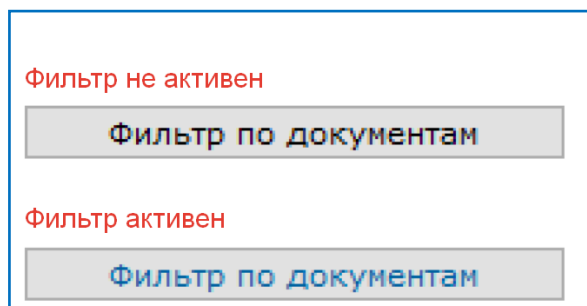 Фильтр не активен
Фильтр по документам
Фильтр активен
Фильтр по документам